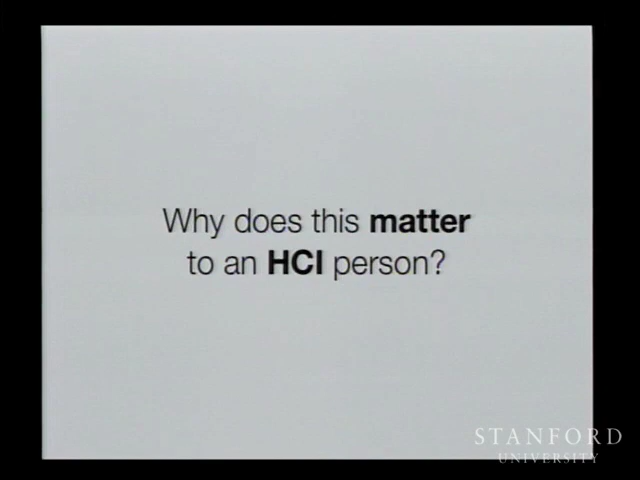 Why does this matter
to an HCI person?
STANFORD
UNIVERSITY